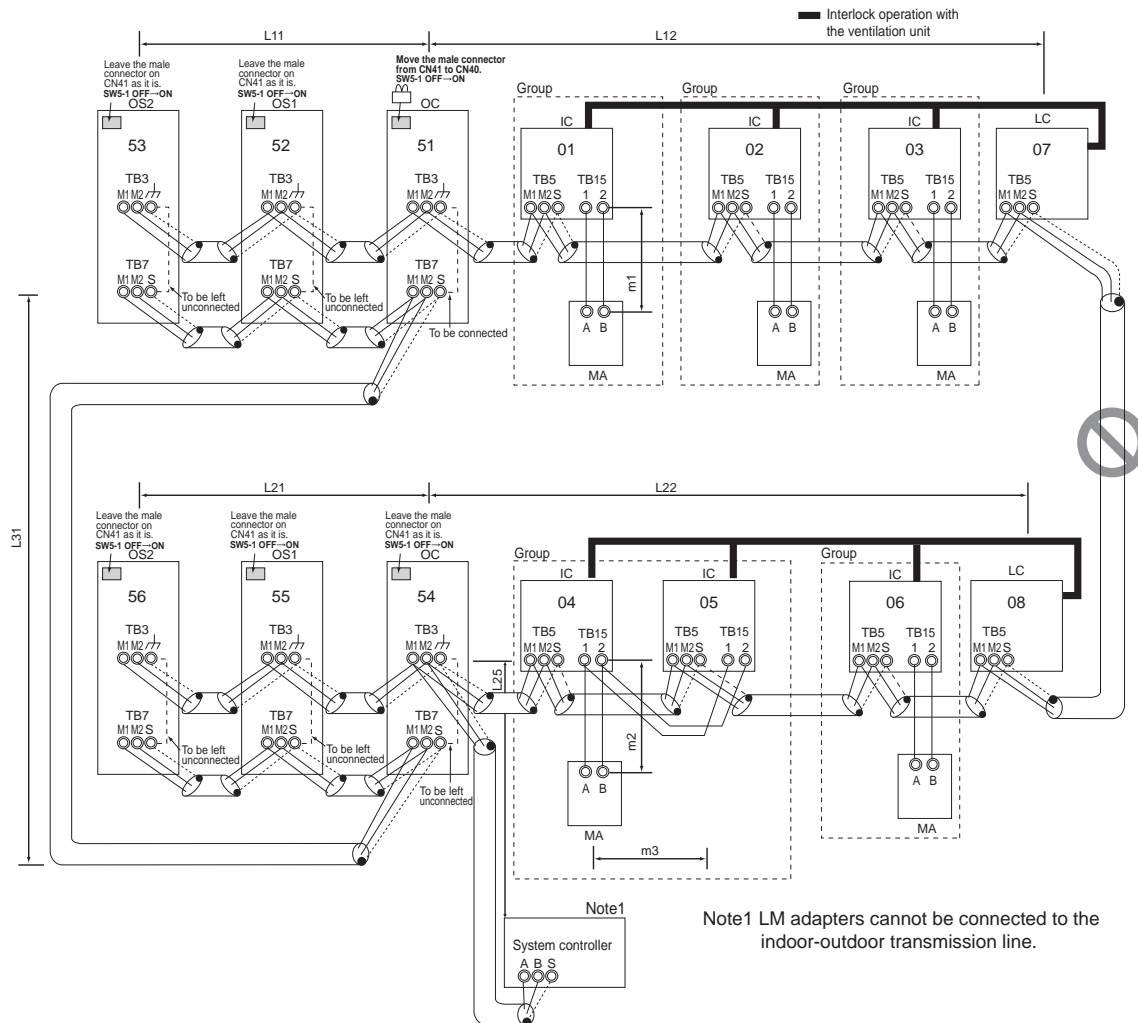 Interlock operation with
the ventilation unit
L11
L12
Leave the male
connector on
CN41 as it is.
SW5-1 OFF→ON
OS2
53
TB3
M1 M2
TB7
M1 M2 S
To be left
unconnected
Leave the male
connector on
CN41 as it is.
SW5-1 OFF→ON
OS1
52
TB3
M1 M2
TB7
M1 M2 S
To be left
unconnected
Move the male connector
from CN41 to CN40.
SW5-1 OFF→ON
OC
51
TB3
M1 M2
TB7
M1 M2 S
To be connected
Group
IC
01
TB5
M1 M2 S
TB15
1 2
m1
A B
MA
Group
IC
02
TB5
M1 M2 S
TB15
1 2
A B
MA
Group
IC
03
TB5
M1 M2 S
TB15
1 2
A B
MA
LC
07
TB5
M1 M2 S
L31
L21
L22
Leave the male
connector on
CN41 as it is.
SW5-1 OFF→ON
OS2
56
TB3
M1 M2
TB7
M1 M2 S
To be left
unconnected
Leave the male
connector on
CN41 as it is.
SW5-1 OFF→ON
OS1
55
TB3
M1 M2
TB7
M1 M2 S
To be left
unconnected
Leave the male
connector on
CN41 as it is.
SW5-1 OFF→ON
OC
54
TB3
M1 M2
TB7
M1 M2 S
To be left
unconnected
L25
Group
IC
04
TB5
M1 M2 S
TB15
1 2
m2
A B
MA
m3
IC
05
TB5
M1 M2 S
TB15
1 2
Group
IC
06
TB5
M1 M2 S
TB15
1 2
A B
MA
LC
08
TB5
M1 M2 S
Note1
System controller
A B S
Note1 LM adapters cannot be connected to the
indoor-outdoor transmission line.